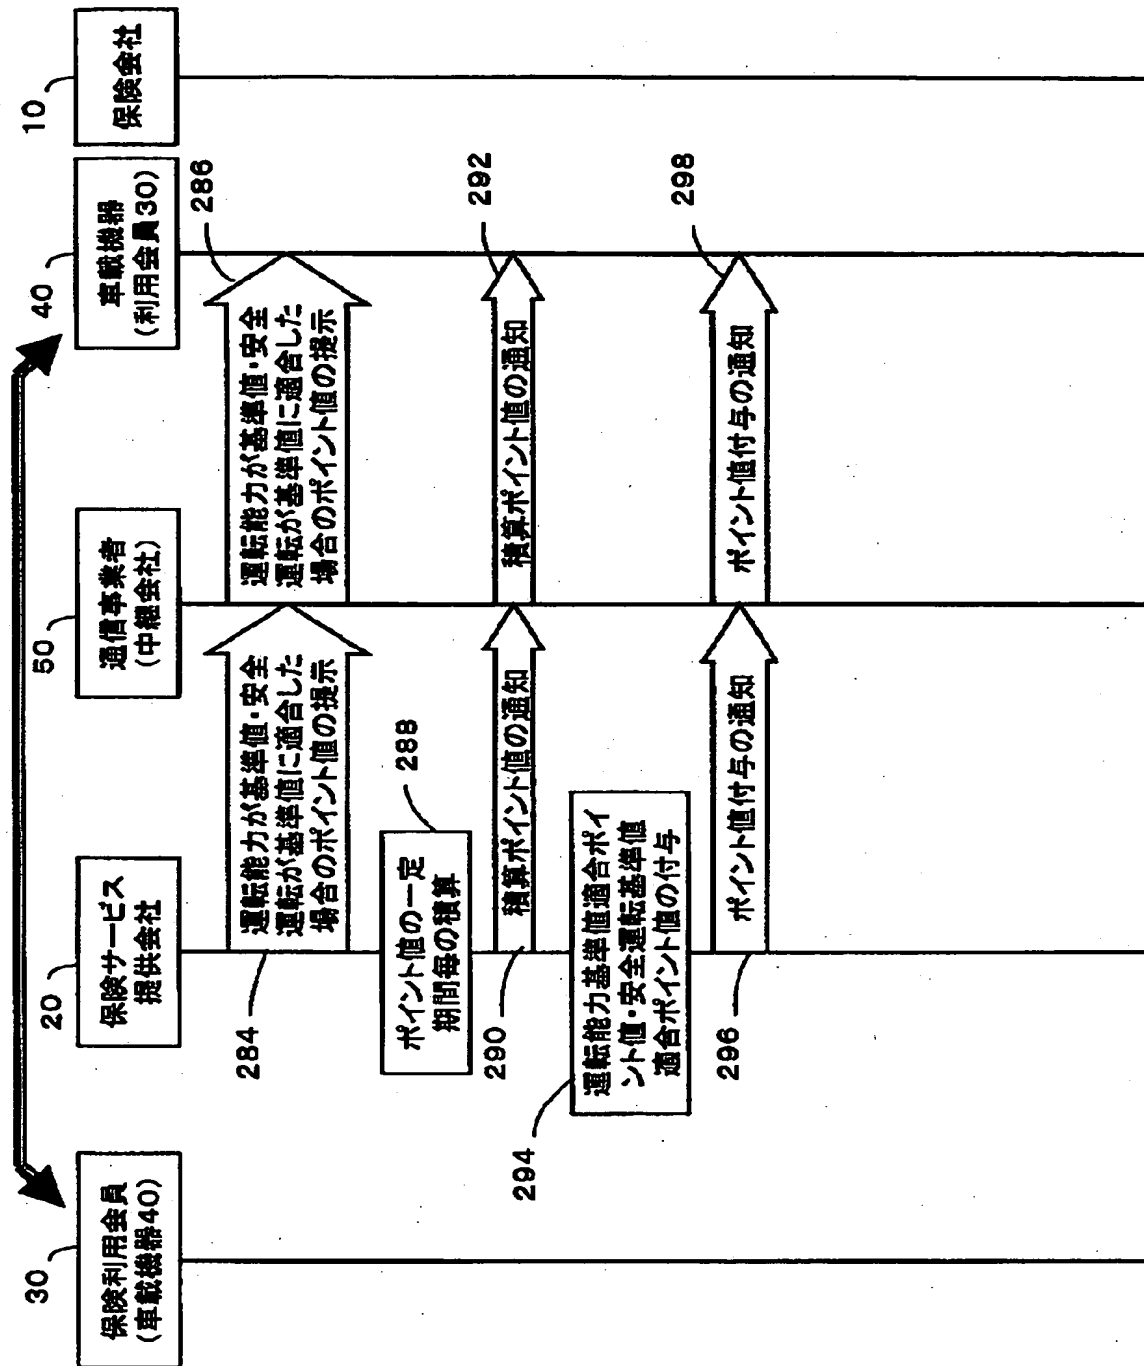 30
保険利用会員
(車載機器40)
20
保険サービス
提供会社
50
通信事業者
(中継会社)
40
車載機器
(利用会員30)
10
保険会社
284
運転能力が基準値・安全
運転が基準値に適合した
場合のポイント値の提示
286
運転能力が基準値・安全
運転が基準値に適合した
場合のポイント値の提示
288
ポイント値の一定
期間毎の積算
290
積算ポイント値の通知
292
積算ポイント値の通知
294
運転能力基準値適合ポイ
ント値・安全運転基準値
適合ポイント値の付与
296
ポイント値付与の通知
298
ポイント値付与の通知